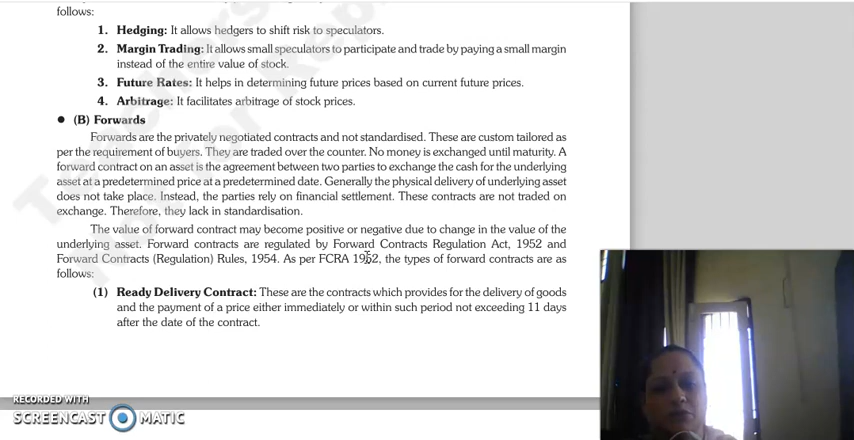 follows:
1. Hedging: It allows hedgers to shift risk to speculators.
2. Margin Trading: It allows small speculators to participate and trade by paying a small margin
instead of the entire value of stock.
3. Future Rates: It helps in determining future prices based on current future prices.
4. Arbitrage: It facilitates arbitrage of stock prices.
● (B) Forwards
Forwards are the privately negotiated contracts and not standardised. These are custom tailored as
per the requirement of buyers. They are traded over the counter. No money is exchanged until maturity. A
forward contract on an asset is the agreement between two parties to exchange the cash for the underlying
asset at a predetermined price at a predetermined date. Generally the physical delivery of underlying asset
does not take place. Instead, the parties rely on financial settlement. These contracts are not traded on
exchange. Therefore, they lack in standardisation.
The value of forward contract may become positive or negative due to change in the value of the
underlying asset. Forward contracts are regulated by Forward Contracts Regulation Act, 1952 and
Forward Contracts (Regulation) Rules, 1954. As per FCRA 1952, the types of forward contracts are as
follows:
(1) Ready Delivery Contract: These are the contracts which provides for the delivery of goods
and the payment of a price either immediately or within such period not exceeding 11 days
after the date of the contract.
RECORDED WITH
SCREENCAST MATIC